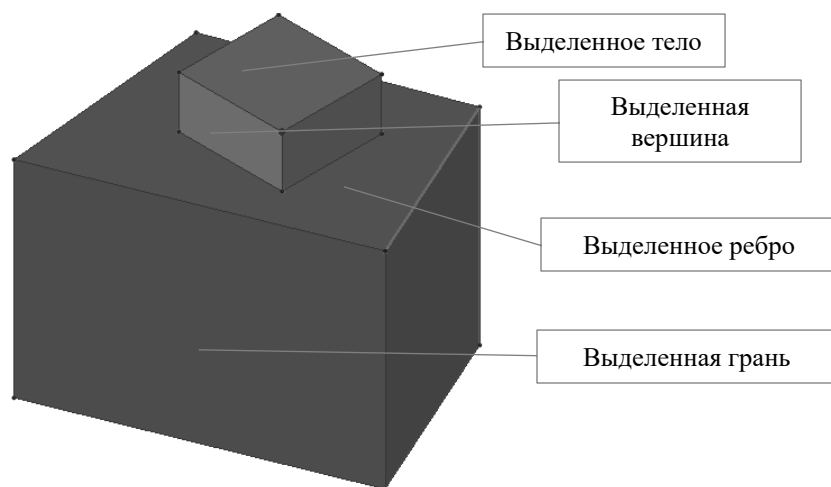 Выделенное тело
Выделенная
вершина
Выделенное ребро
Выделенная грань